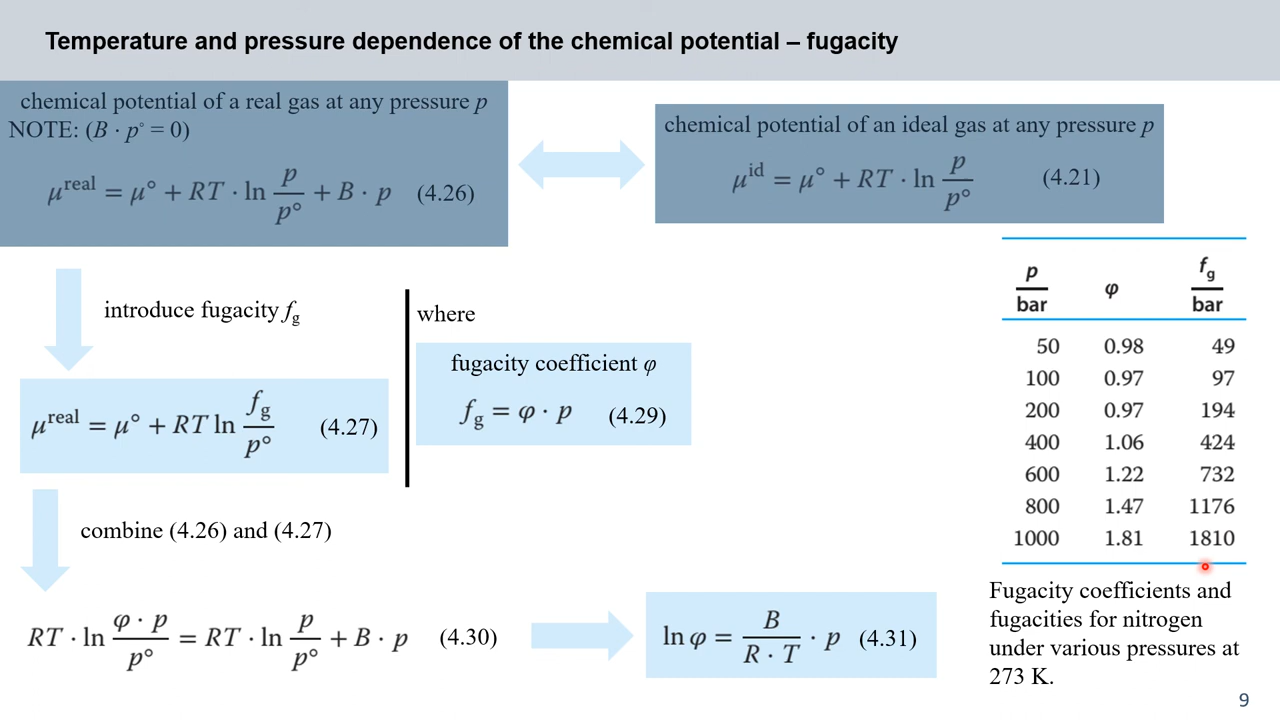 Temperature and pressure dependence of the chemical potential – fugacity
chemical potential of a real gas at any pressure p
NOTE: (B · p° = 0)
μ^real = μ° + RT · ln p/p° + B · p (4.26)
chemical potential of an ideal gas at any pressure p
μ^id = μ° + RT · ln p/p° (4.21)
introduce fugacity f_g
where
fugacity coefficient φ
f_g = φ · p (4.29)
μ^real = μ° + RT ln f_g/p° (4.27)
combine (4.26) and (4.27)
RT · ln φ · p/p° = RT · ln p/p° + B · p (4.30)
ln φ = B/R · T · p (4.31)
p/bar φ f_g/bar
50 0.98 49
100 0.97 97
200 0.97 194
400 1.06 424
600 1.22 732
800 1.47 1176
1000 1.81 1810
Fugacity coefficients and
fugacities for nitrogen
under various pressures at
273 K.
9